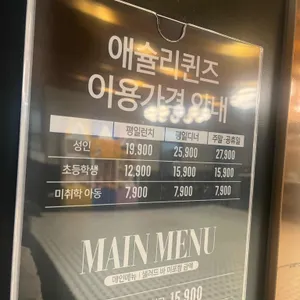 애슐리퀸즈
이용가격 안내
평일런치 평일디너 주말·공휴일
성인 19,900 25,900 27,900
초등학생 12,900 15,900 15,900
미취학 아동 7,900 7,900 7,900
MAIN MENU
15,900